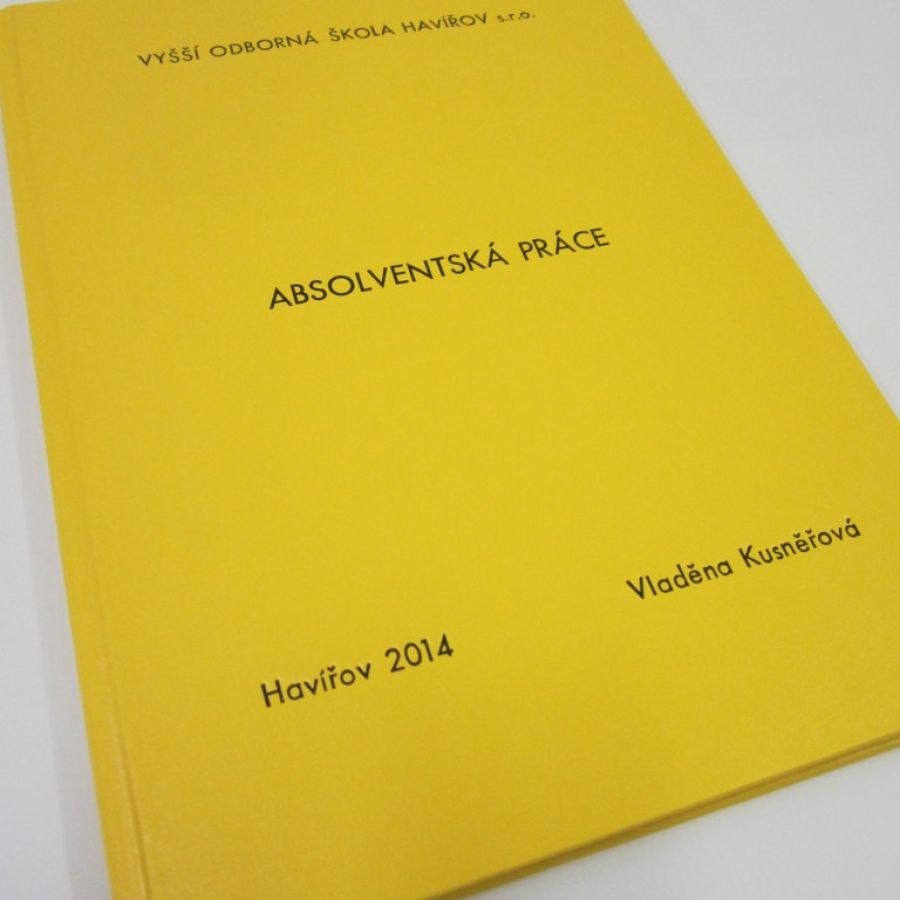 VYŠŠÍ ODBORNÁ ŠKOLA HAVÍŘOV s.r.o.
ABSOLVENTSKÁ PRÁCE
Vladěna Kusněřová
Havířov 2014